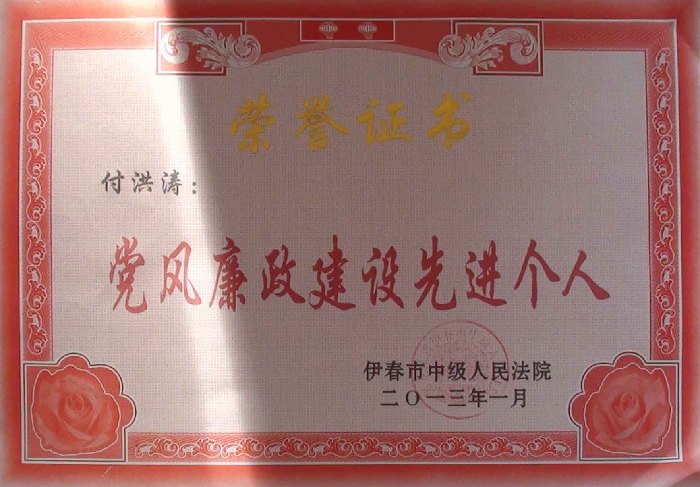 荣誉证书
付洪涛：
党风廉政建设先进个人
伊春市中级人民法院
二〇一三年一月